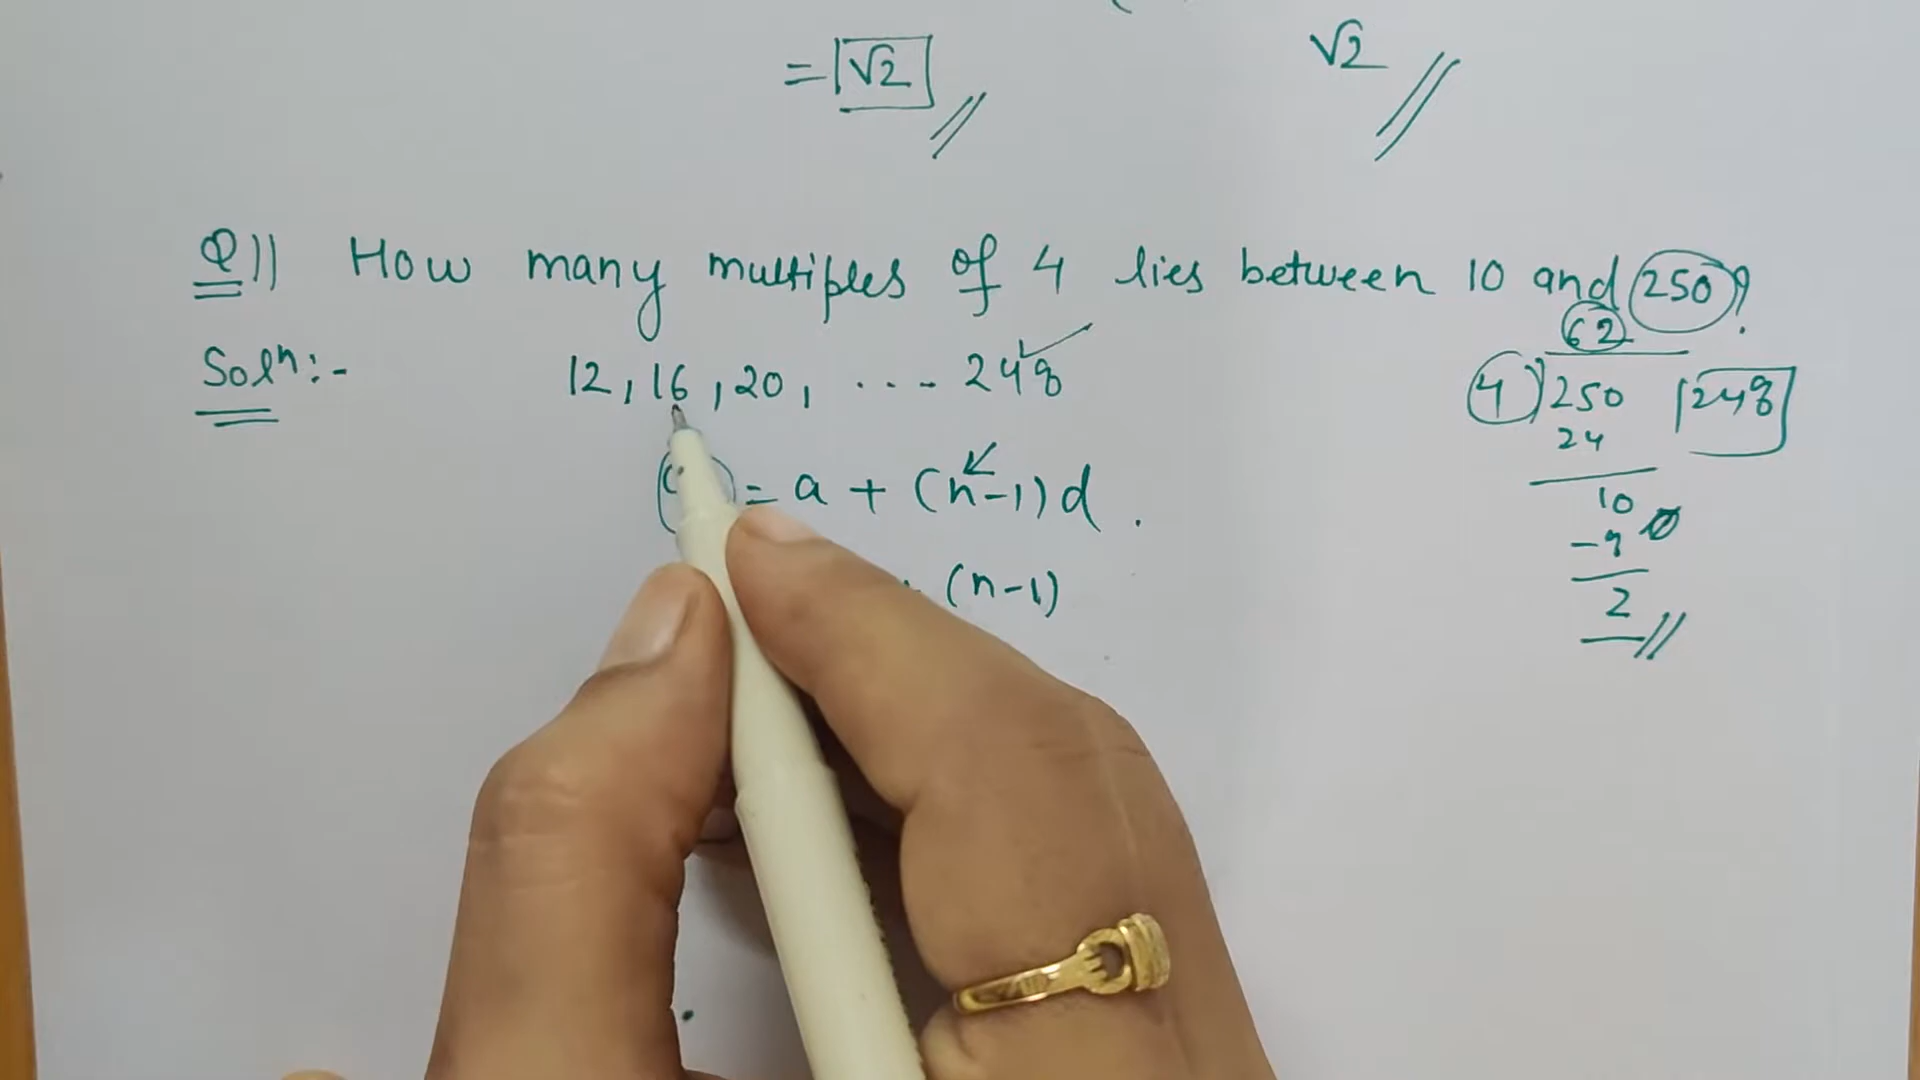 = √2
√2
Q11 How many multiples of 4 lies between 10 and 250?
Solⁿ:- 12, 16, 20, ... 248
= a + (n-1)d.
(n-1)
62
4)250 248
24
10
-9
2